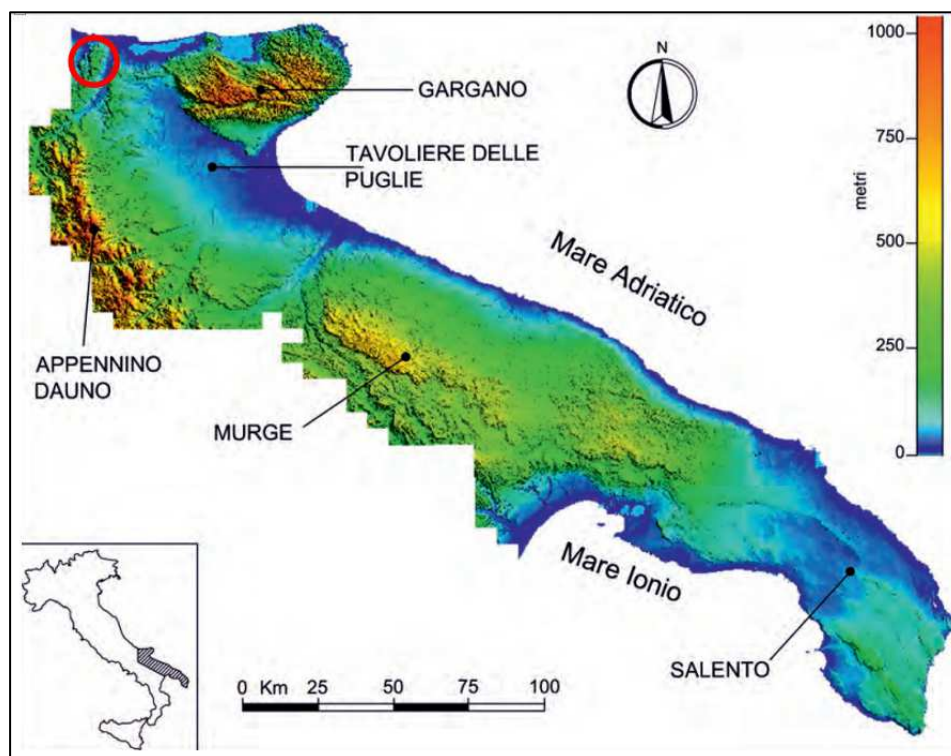 1000
N
GARGANO
750
TAVOLIERE DELLE
PUGLIE
metri
500
Mare Adriatico
250
APPENNINO
DAUNO
MURGE
0
Mare Ionio
SALENTO
0 Km 25 50 75 100